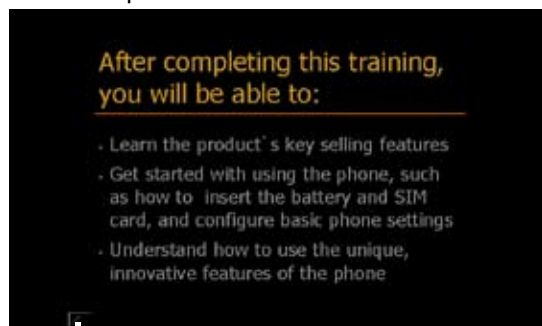 After completing this training,
you will be able to:
· Learn the product`s key selling features
· Get started with using the phone, such
as how to insert the battery and SIM
card, and configure basic phone settings
· Understand how to use the unique,
innovative features of the phone